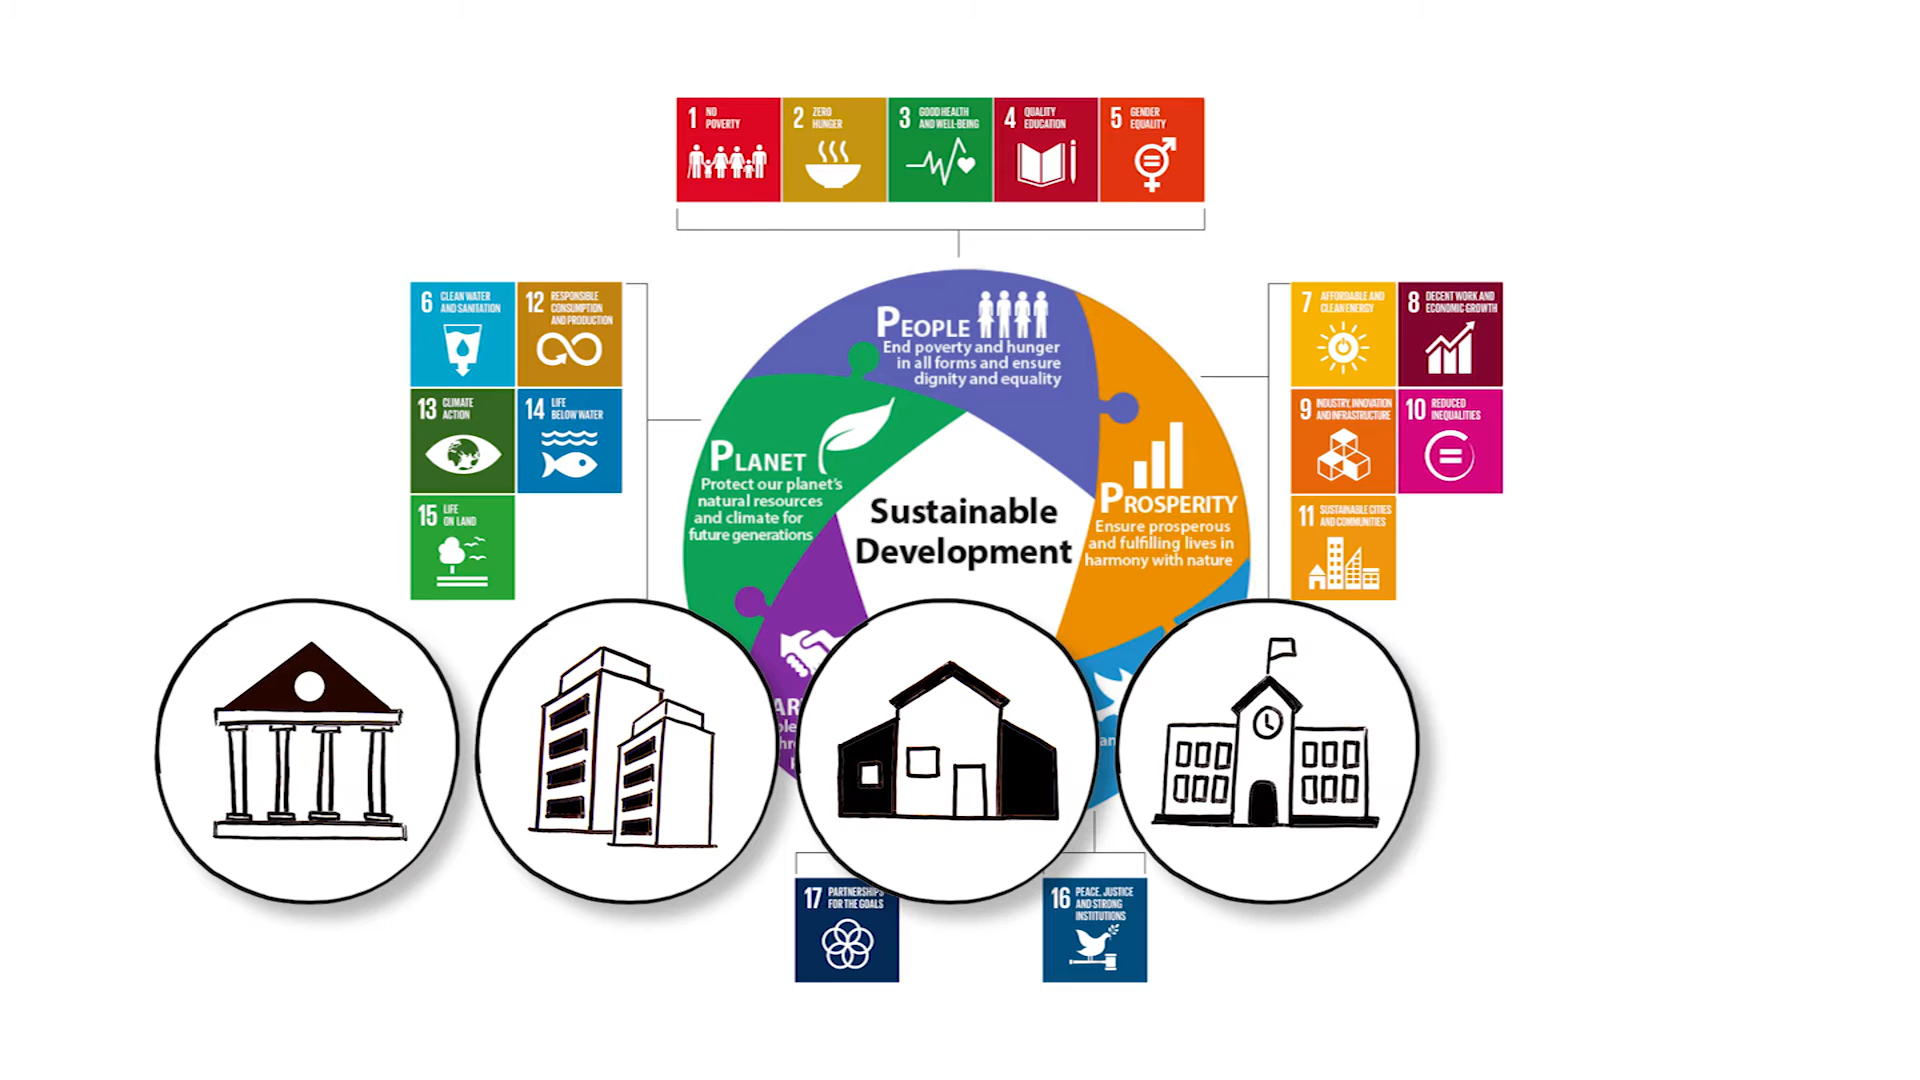 1 NO
POVERTY
2 ZERO
HUNGER
3 GOOD HEALTH
AND WELL-BEING
4 QUALITY
EDUCATION
5 GENDER
EQUALITY
6 CLEAN WATER
AND SANITATION
12 RESPONSIBLE
CONSUMPTION
AND PRODUCTION
13 CLIMATE
ACTION
14 LIFE
BELOW WATER
15 LIFE
ON LAND
PEOPLE
End poverty and hunger
in all forms and ensure
dignity and equality
PLANET
Protect our planet's
natural resources
and climate for
future generations
Sustainable
Development
PROSPERITY
Ensure prosperous
and fulfilling lives in
harmony with nature
7 AFFORDABLE AND
CLEAN ENERGY
8 DECENT WORK AND
ECONOMIC GROWTH
9 INDUSTRY, INNOVATION
AND INFRASTRUCTURE
10 REDUCED
INEQUALITIES
11 SUSTAINABLE CITIES
AND COMMUNITIES
17 PARTNERSHIPS
FOR THE GOALS
16 PEACE, JUSTICE
AND STRONG
INSTITUTIONS